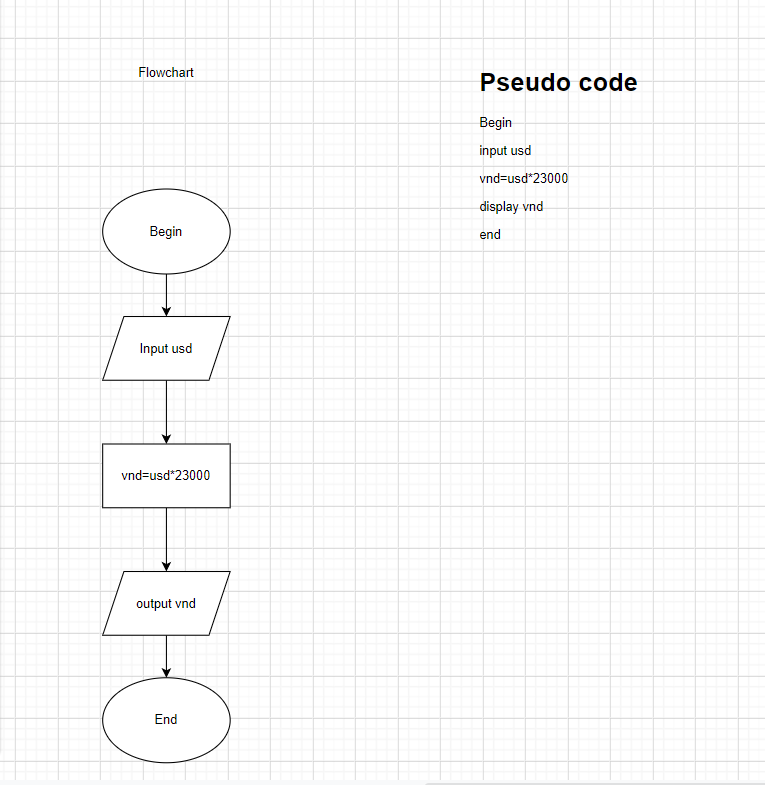 Flowchart
Begin
Input usd
vnd=usd*23000
output vnd
End
Pseudo code
Begin
input usd
vnd=usd*23000
display vnd
end